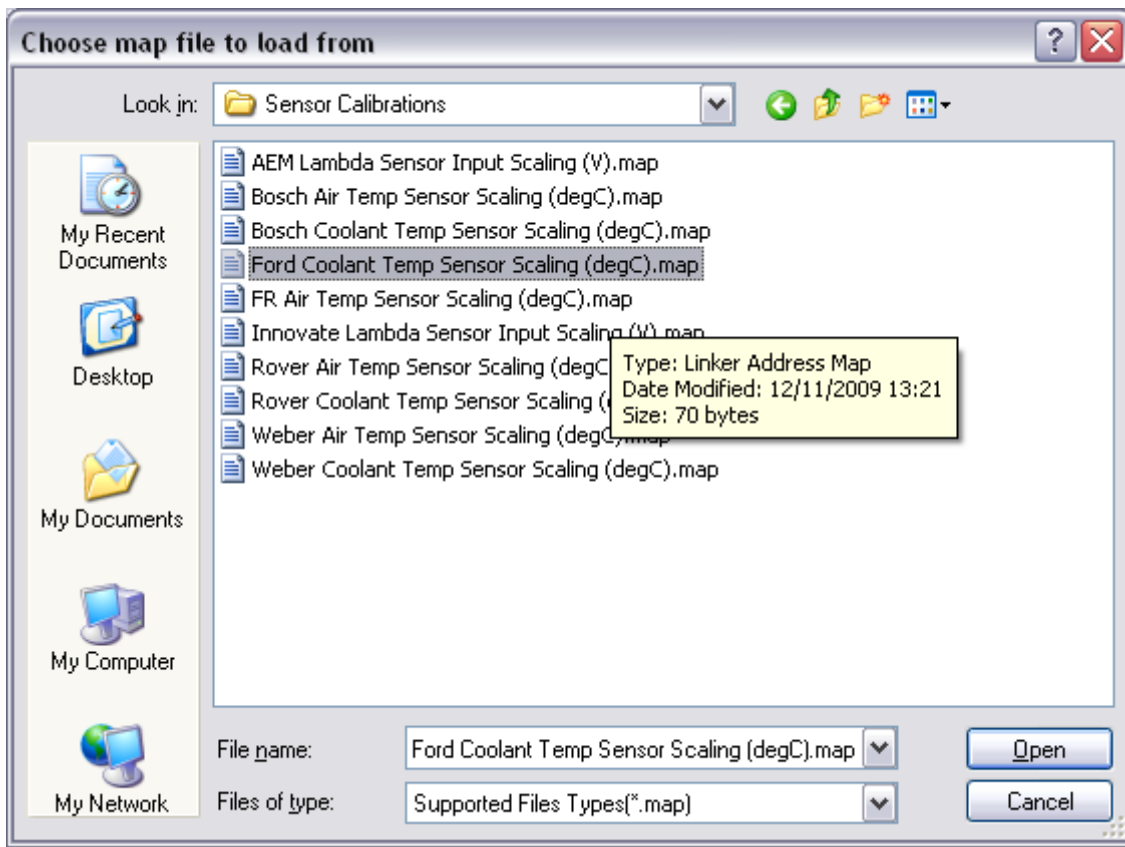 Choose map file to load from
Look in:
Sensor Calibrations
My Recent
Documents
Desktop
My Documents
My Computer
My Network
AEM Lambda Sensor Input Scaling (V).map
Bosch Air Temp Sensor Scaling (degC).map
Bosch Coolant Temp Sensor Scaling (degC).map
Ford Coolant Temp Sensor Scaling (degC).map
FR Air Temp Sensor Scaling (degC).map
Innovate Lambda Sensor Input Scaling (V).map
Rover Air Temp Sensor Scaling (degC
Rover Coolant Temp Sensor Scaling (
Weber Air Temp Sensor Scaling (degC).map
Weber Coolant Temp Sensor Scaling (degC).map
Type: Linker Address Map
Date Modified: 12/11/2009 13:21
Size: 70 bytes
File name:
Ford Coolant Temp Sensor Scaling (degC).map
Open
Files of type:
Supported Files Types(*.map)
Cancel